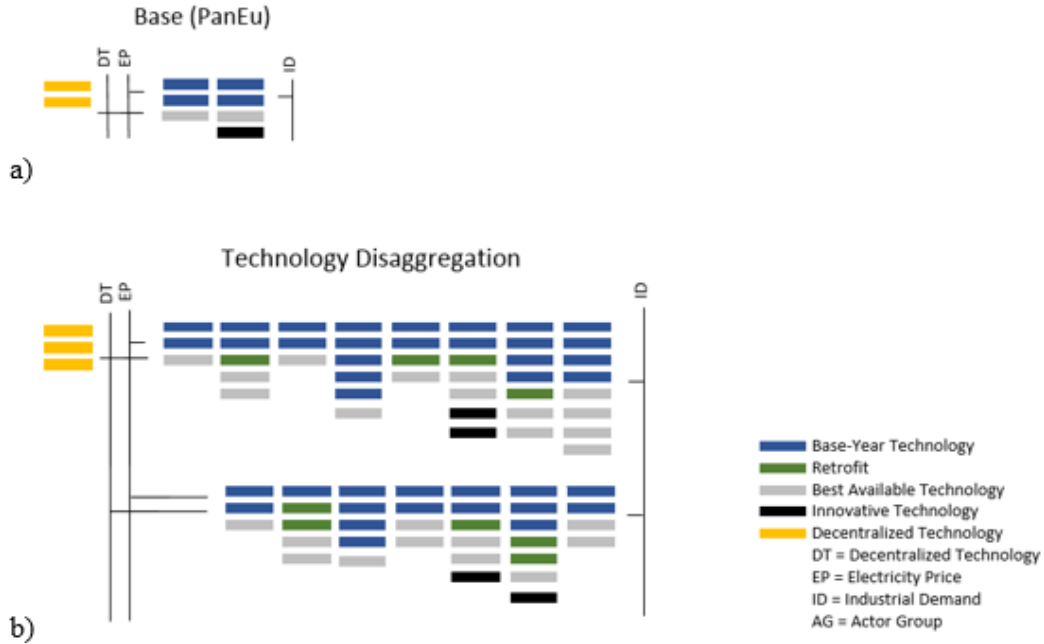 Base (PanEu)
DT
EP
ID
a)
Technology Disaggregation
DT
EP
ID
Base-Year Technology
Retrofit
Best Available Technology
Innovative Technology
Decentralized Technology
DT = Decentralized Technology
EP = Electricity Price
ID = Industrial Demand
AG = Actor Group
b)